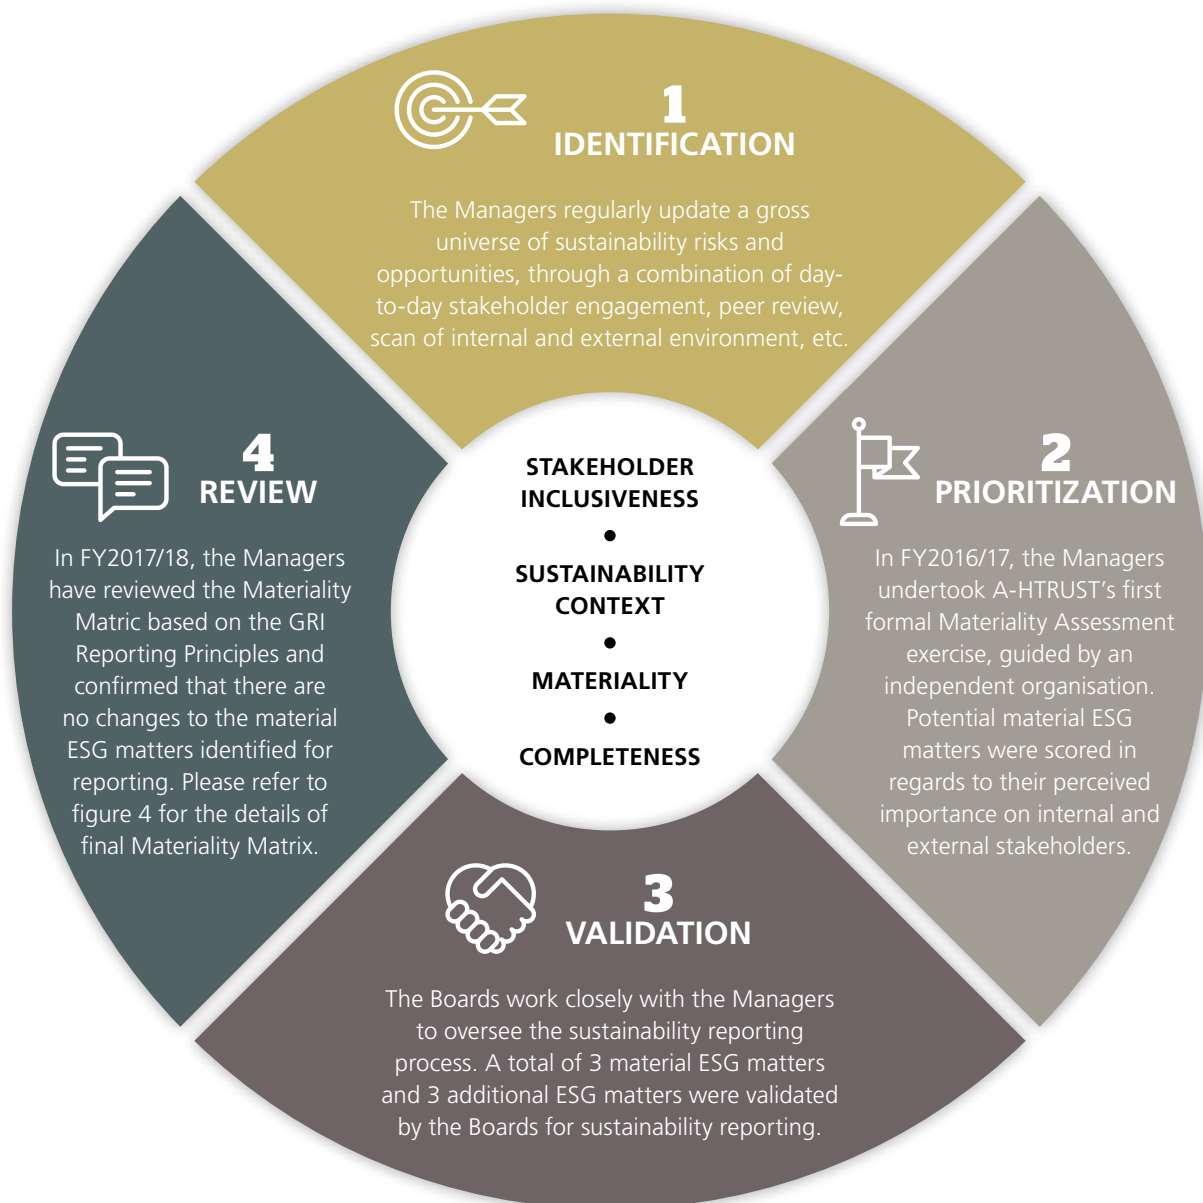 1
IDENTIFICATION
The Managers regularly update a gross
universe of sustainability risks and
opportunities, through a combination of day-
to-day stakeholder engagement, peer review,
scan of internal and external environment, etc.
2
PRIORITIZATION
In FY2016/17, the Managers
undertook A-HTRUST's first
formal Materiality Assessment
exercise, guided by an
independent organisation.
Potential material ESG
matters were scored in
regards to their perceived
importance on internal and
external stakeholders.
3
VALIDATION
The Boards work closely with the Managers
to oversee the sustainability reporting
process. A total of 3 material ESG matters
and 3 additional ESG matters were validated
by the Boards for sustainability reporting.
4
REVIEW
In FY2017/18, the Managers
have reviewed the Materiality
Matric based on the GRI
Reporting Principles and
confirmed that there are
no changes to the material
ESG matters identified for
reporting. Please refer to
figure 4 for the details of
final Materiality Matrix.
STAKEHOLDER
INCLUSIVENESS
•
SUSTAINABILITY
CONTEXT
•
MATERIALITY
•
COMPLETENESS